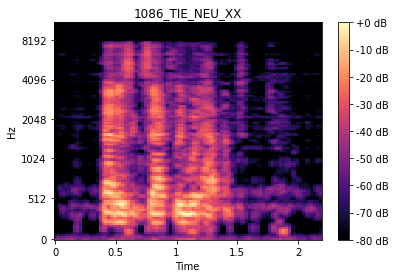 1086_TIE_NEU_XX
+0 dB
8192
-10 dB
4096
-20 dB
-30 dB
2048
Hz
-40 dB
1024
-50 dB
512
-60 dB
-70 dB
0
-80 dB
0
0.5
1
1.5
2
Time